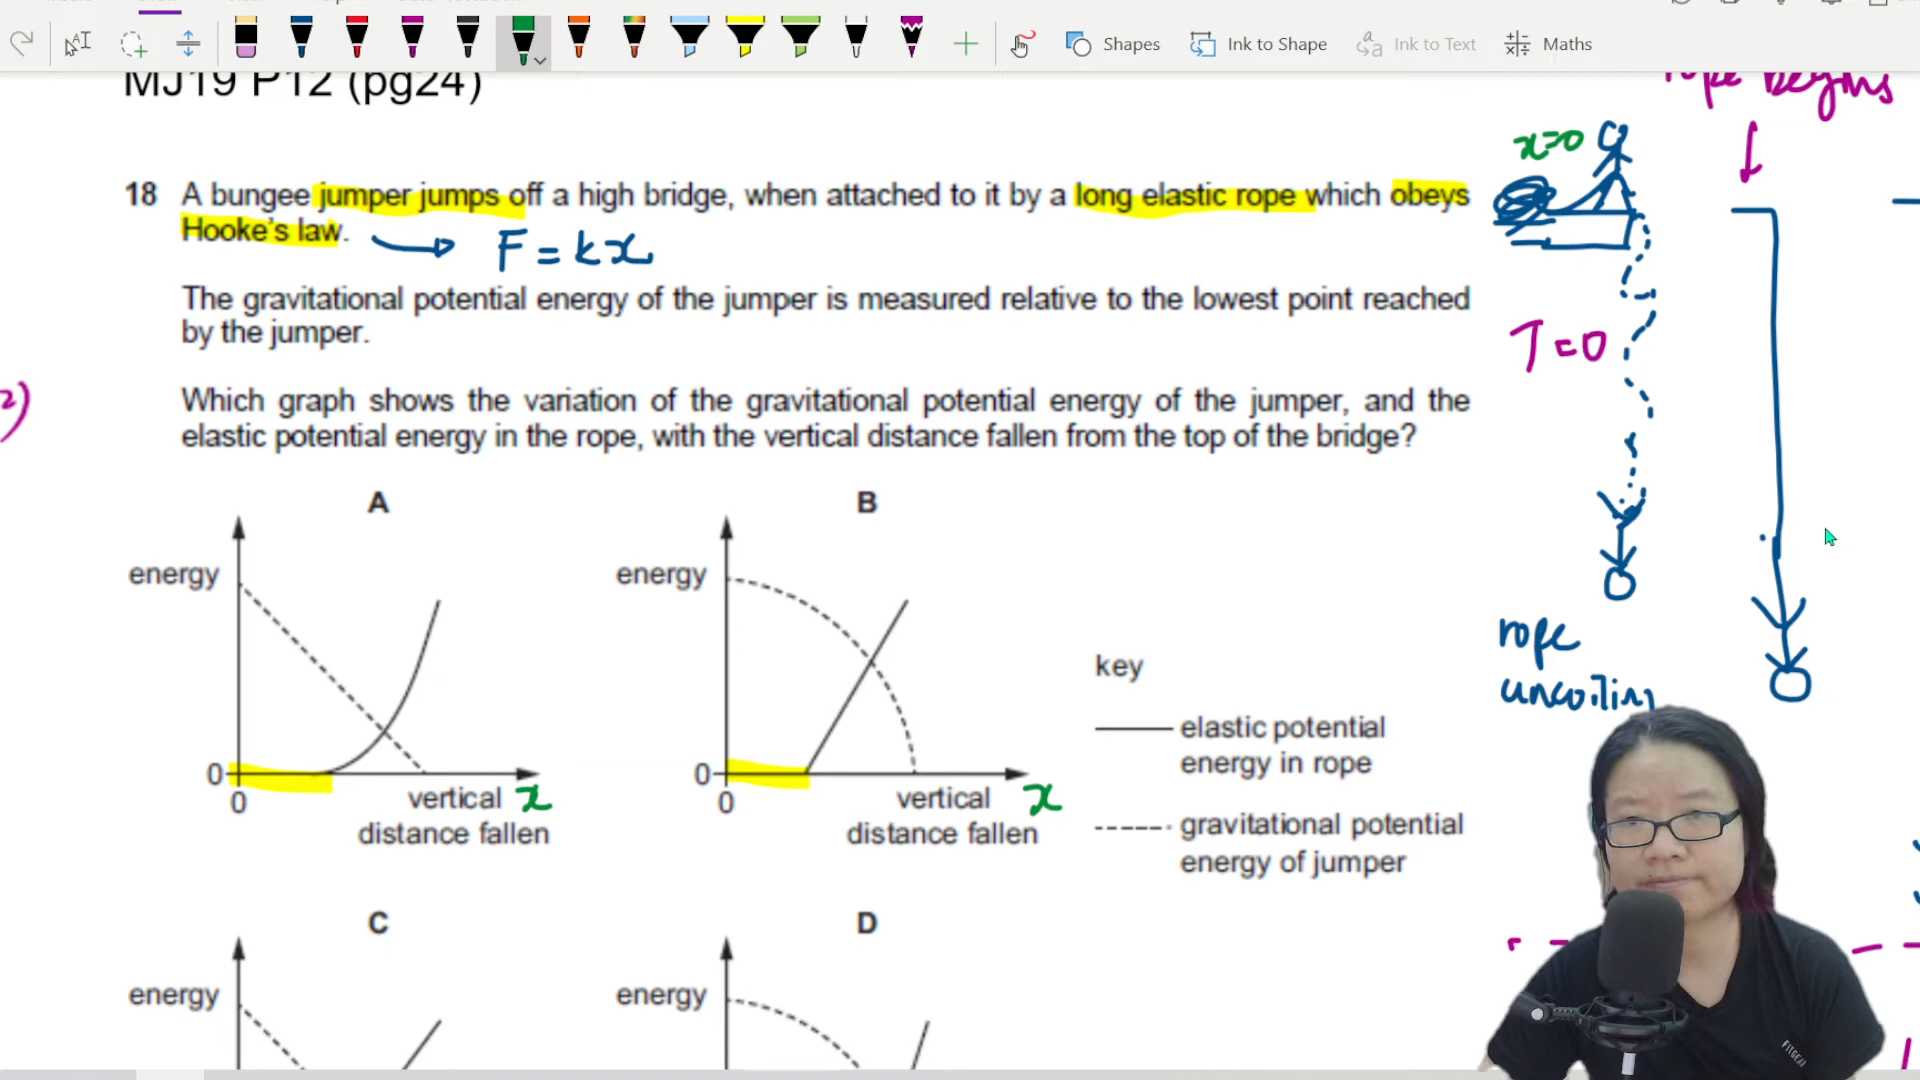 Shapes
Link to Shape
Link to Text
Maths
MJ19 P12 (pg24)
rope begins
x=0
18 A bungee jumper jumps off a high bridge, when attached to it by a long elastic rope which obeys
Hooke's law.
F = kx
The gravitational potential energy of the jumper is measured relative to the lowest point reached
by the jumper.
T=0
2)
Which graph shows the variation of the gravitational potential energy of the jumper, and the
elastic potential energy in the rope, with the vertical distance fallen from the top of the bridge?
A
B
energy
energy
rope
uncoiling
key
elastic potential
energy in rope
gravitational potential
energy of jumper
0
0
0
0
vertical x
distance fallen
vertical x
distance fallen
C
D
energy
energy
FITGEAR